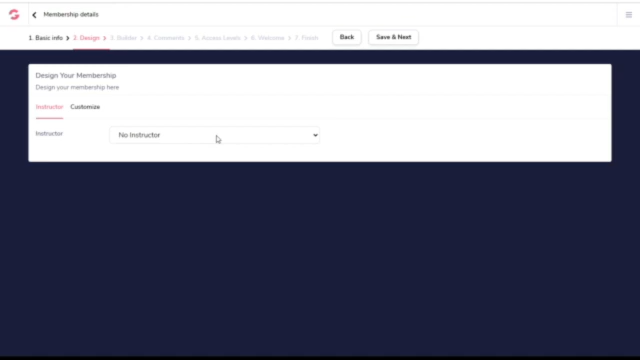 Membership details
1. Basic info > 2. Design > 3. Builder > 4. Comments > 5. Access Levels > 6. Welcome > 7. Finish Back Save & Next
Design Your Membership
Design your membership here
Instructor Customize
Instructor No Instructor